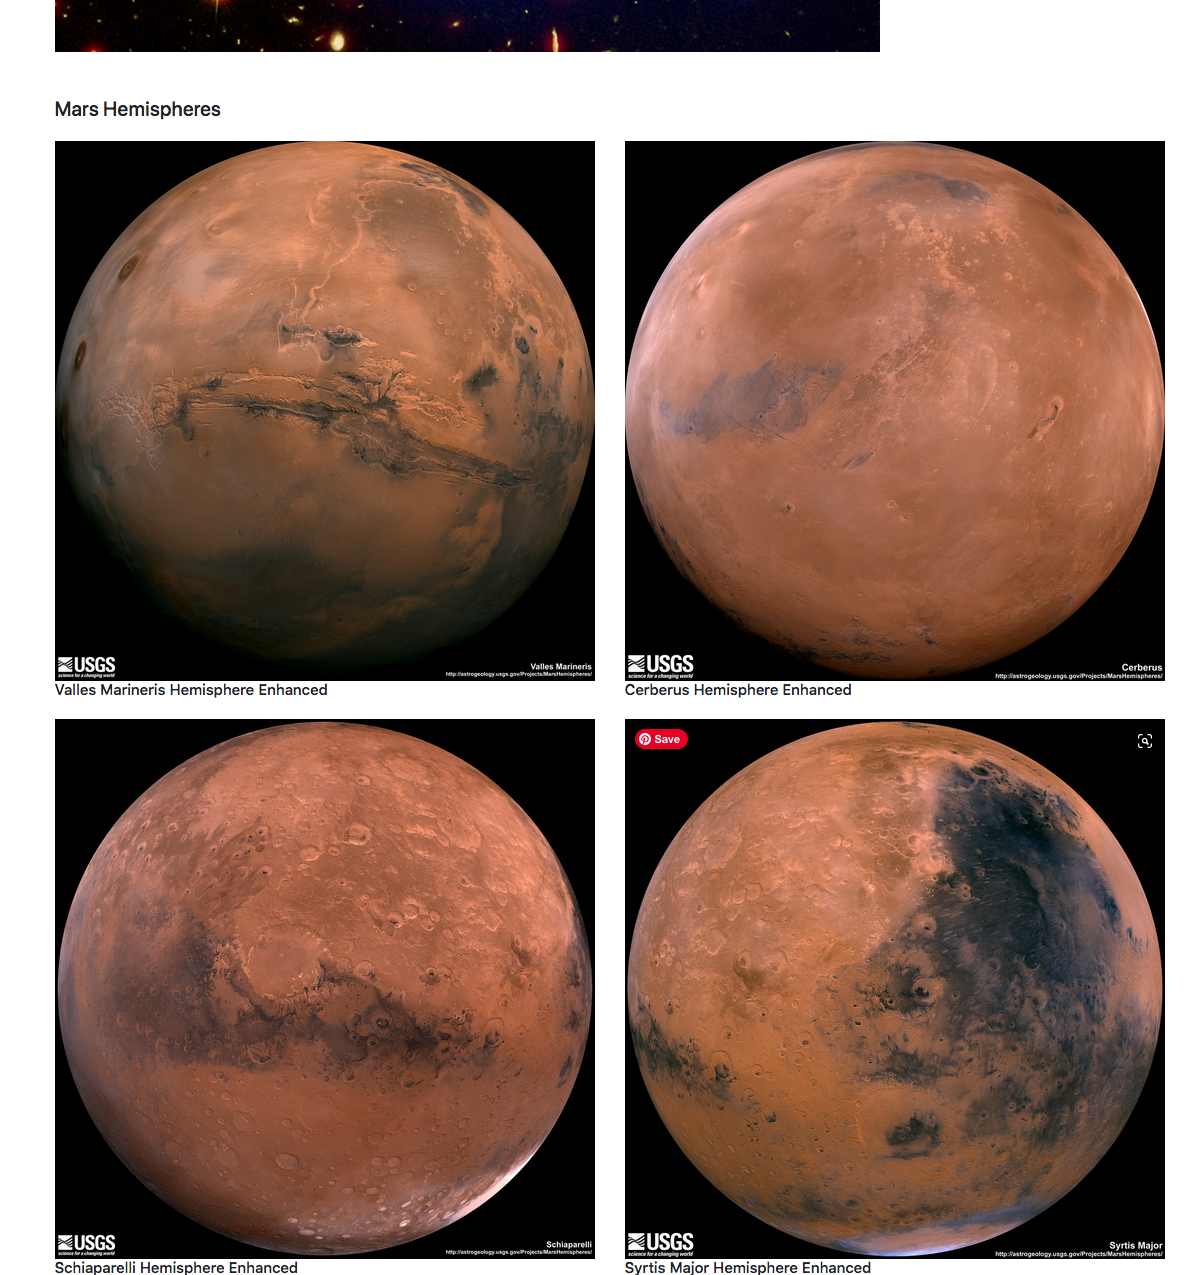 Mars Hemispheres
USGS
science for a changing world
Valles Marineris
http://astrogeology.usgs.gov/Projects/MarsHemispheres/
Valles Marineris Hemisphere Enhanced
USGS
science for a changing world
Cerberus
http://astrogeology.usgs.gov/Projects/MarsHemispheres/
Cerberus Hemisphere Enhanced
USGS
science for a changing world
Schiaparelli
http://astrogeology.usgs.gov/Projects/MarsHemispheres/
Schiaparelli Hemisphere Enhanced
Save
USGS
science for a changing world
Syrtis Major
http://astrogeology.usgs.gov/Projects/MarsHemispheres/
Syrtis Major Hemisphere Enhanced